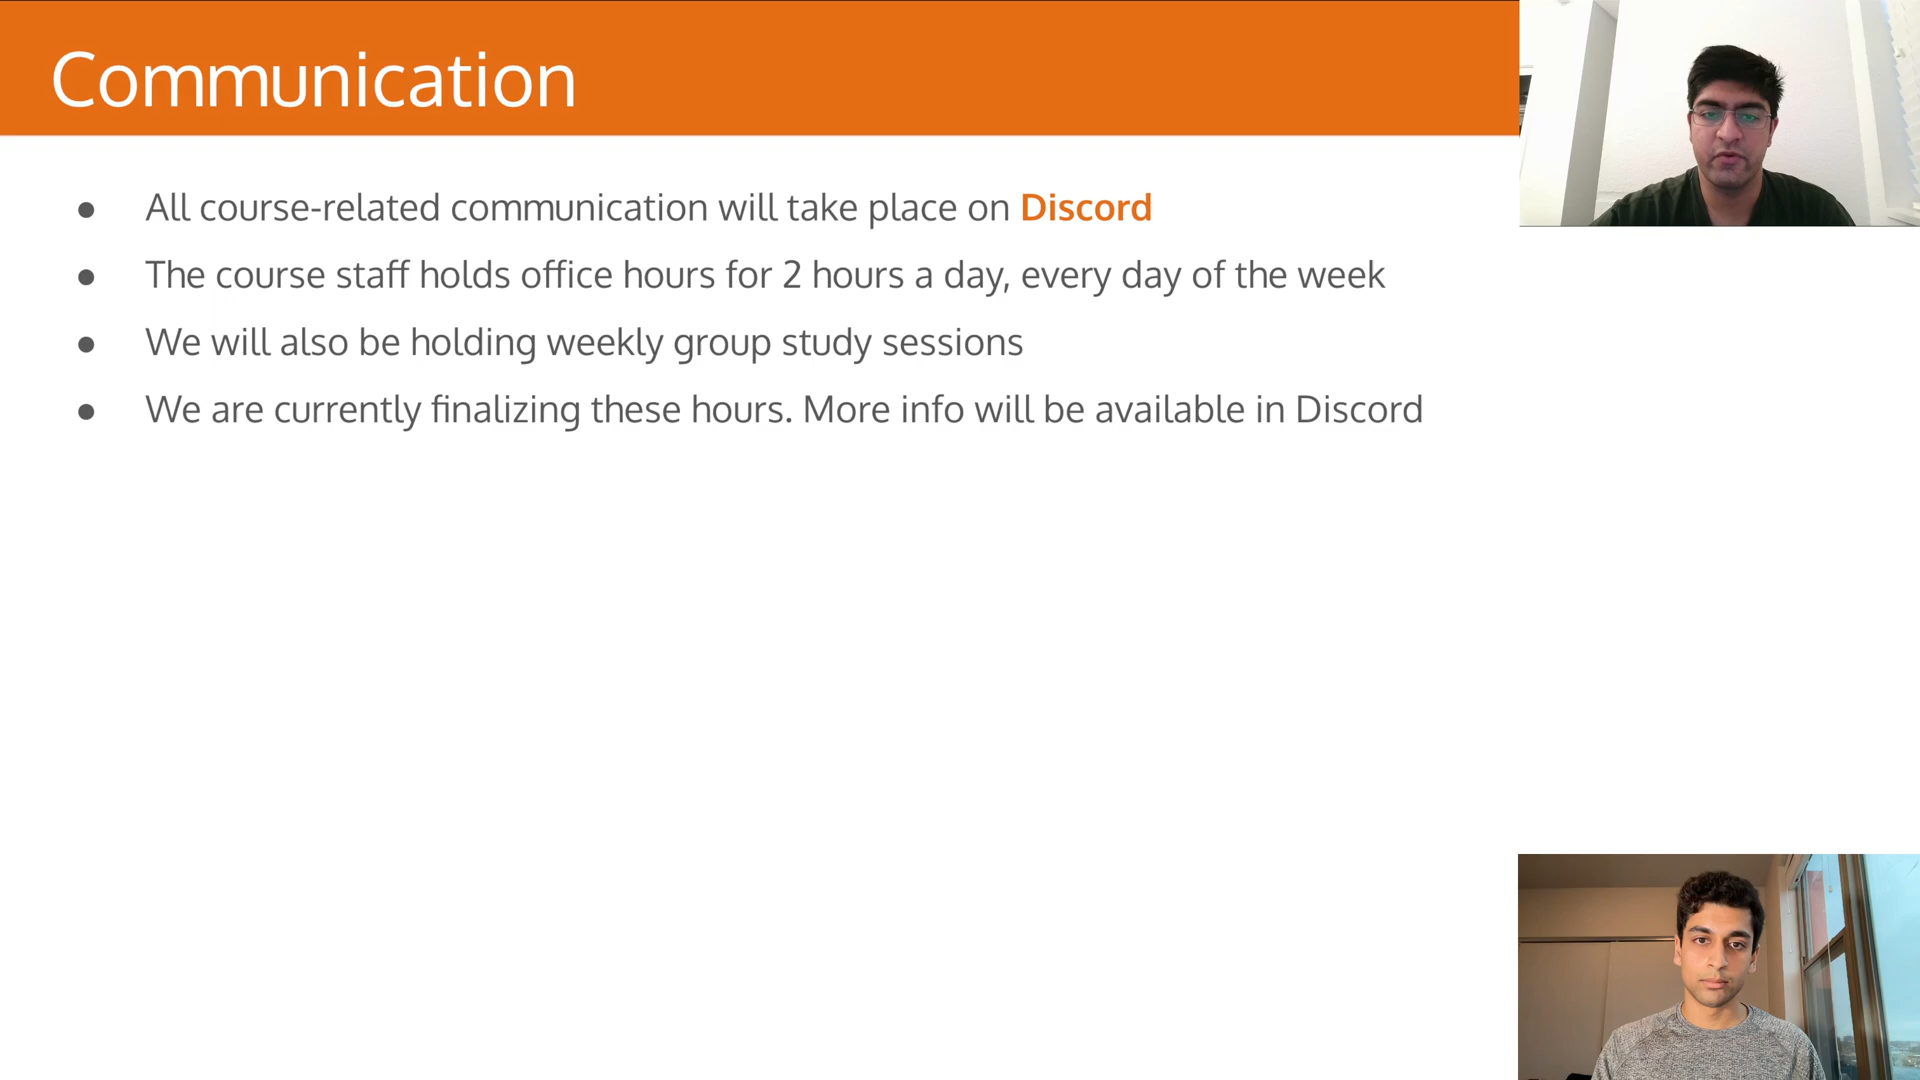 Communication
All course-related communication will take place on Discord
The course staff holds office hours for 2 hours a day, every day of the week
We will also be holding weekly group study sessions
We are currently finalizing these hours. More info will be available in Discord